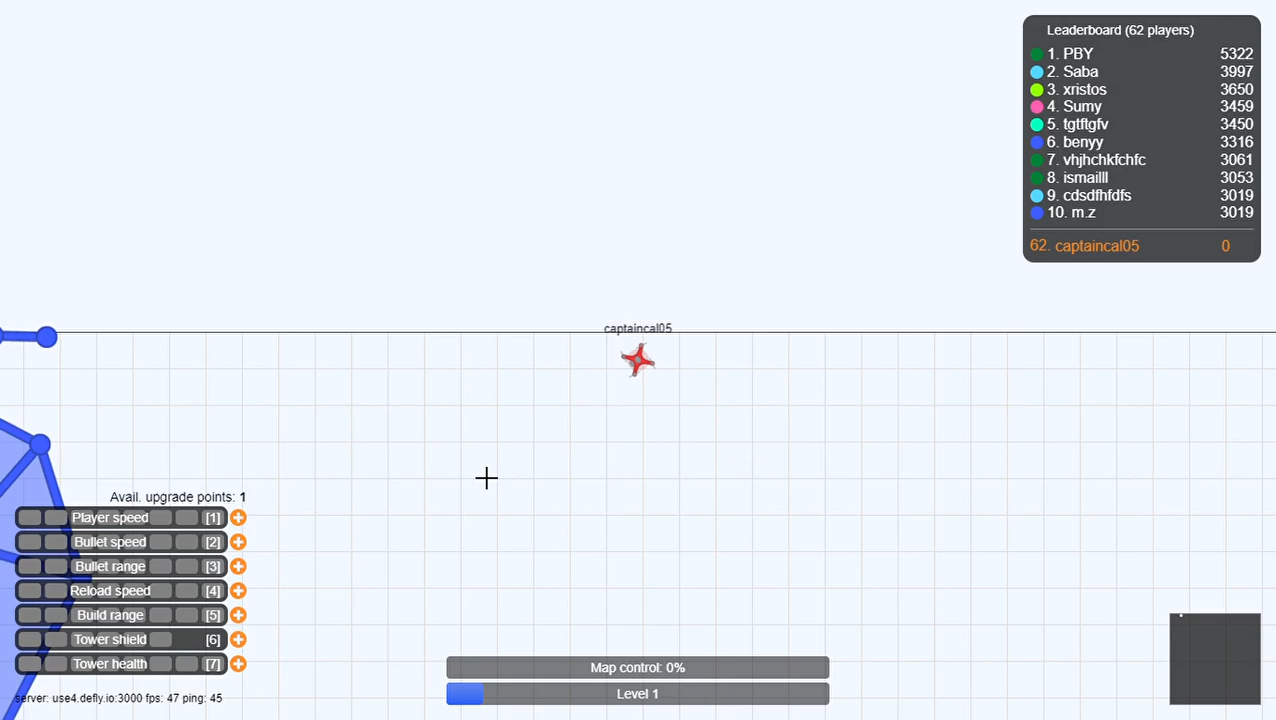 Leaderboard (62 players)
1. PBY 5322
2. Saba 3997
3. xristos 3650
4. Sumy 3459
5. tgtftgfv 3450
6. benyy 3316
7. vhjhchkfchfc 3061
8. ismailll 3053
9. cdsdfhfdfs 3019
10. m.z 3019
62. captaincal05 0
captaincal05
Avail. upgrade points: 1
Player speed [1]
Bullet speed [2]
Bullet range [3]
Reload speed [4]
Build range [5]
Tower shield [6]
Tower health [7]
server: use4.defly.io:3000 fps: 47 ping: 45
Map control: 0%
Level 1